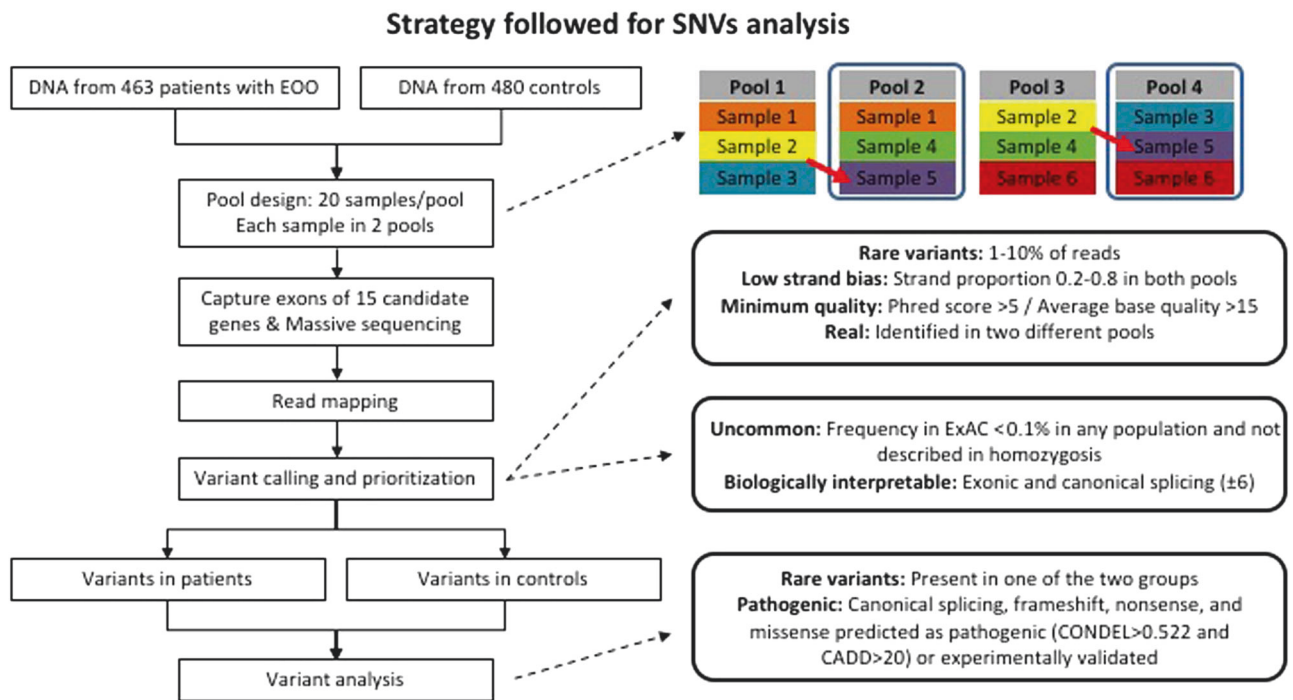 Strategy followed for SNVs analysis
DNA from 463 patients with EOO
DNA from 480 controls
Pool design: 20 samples/pool
Each sample in 2 pools
Capture exons of 15 candidate
genes & Massive sequencing
Read mapping
Variant calling and prioritization
Variants in patients
Variants in controls
Variant analysis
Pool 1
Sample 1
Sample 2
Sample 3
Pool 2
Sample 1
Sample 4
Sample 5
Pool 3
Sample 2
Sample 4
Sample 6
Pool 4
Sample 3
Sample 5
Sample 6
Rare variants: 1-10% of reads
Low strand bias: Strand proportion 0.2-0.8 in both pools
Minimum quality: Phred score >5 / Average base quality >15
Real: Identified in two different pools
Uncommon: Frequency in ExAC <0.1% in any population and not
described in homozygosis
Biologically interpretable: Exonic and canonical splicing (±6)
Rare variants: Present in one of the two groups
Pathogenic: Canonical splicing, frameshift, nonsense, and
missense predicted as pathogenic (CONDEL>0.522 and
CADD>20) or experimentally validated